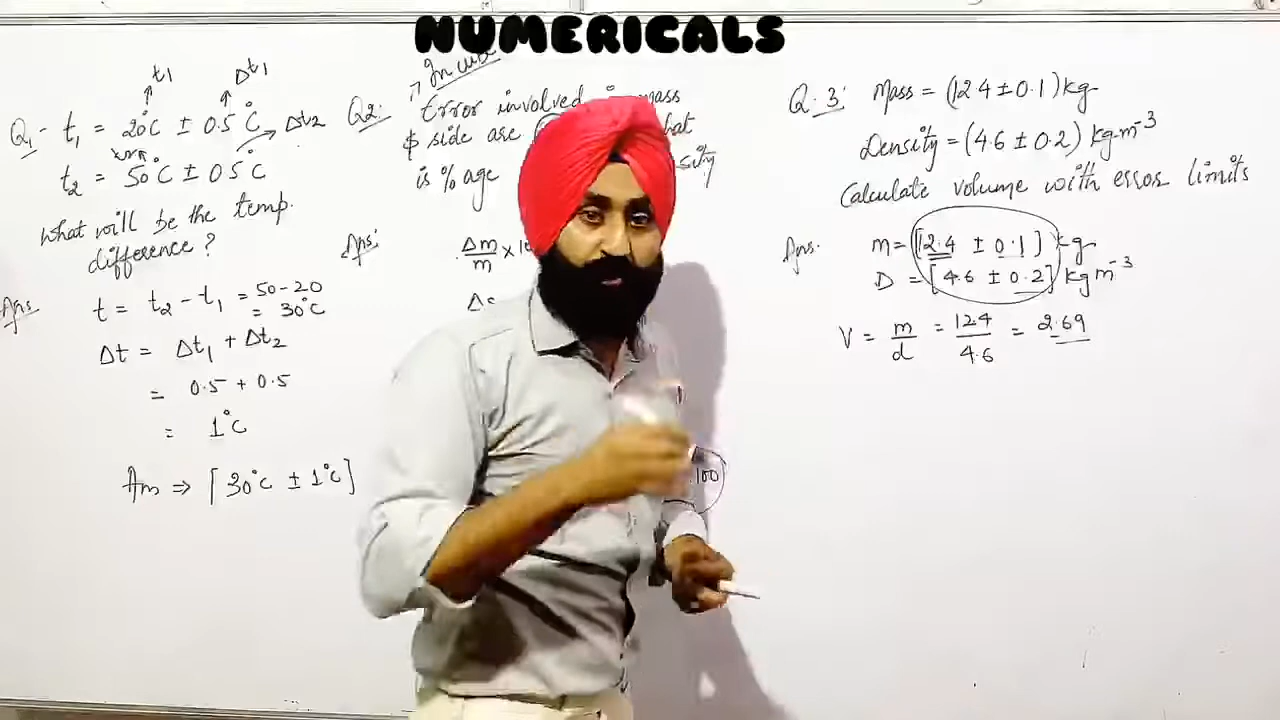 NUMERICALS
t1
Δt1
Q1- t1 = 20°C ± 0.5°C
Δt2
t2 = 50°C ± 0.5°C
What will be the temp.
difference?
Ans
t = t2 - t1 = 50-20
= 30°C
Δt = Δt1 + Δt2
= 0.5 + 0.5
= 1°C
Ans ⇒ [30°C ± 1°C]
Q2:
Error involved in mass
& side are
is % age
Ans:
Δm/m ×
100
Q.3: Mass = (12.4 ± 0.1) kg
Density = (4.6 ± 0.2) kg m⁻³
Calculate volume with error limits
Ans. m = [12.4 ± 0.1] kg
D = [4.6 ± 0.2] kg m⁻³
V = m/d = 12.4/4.6 = 2.69